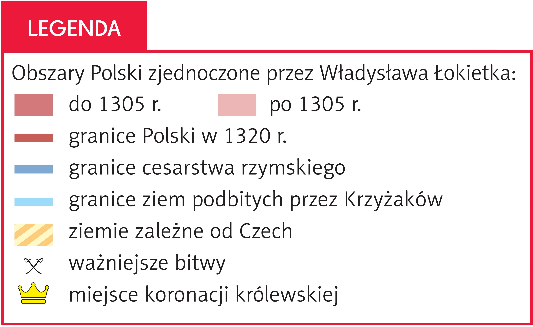 LEGENDA
Obszary Polski zjednoczone przez Władysława Łokietka:
do 1305 r. po 1305 r.
granice Polski w 1320 r.
granice cesarstwa rzymskiego
granice ziem podbitych przez Krzyżaków
ziemie zależne od Czech
ważniejsze bitwy
miejsce koronacji królewskiej